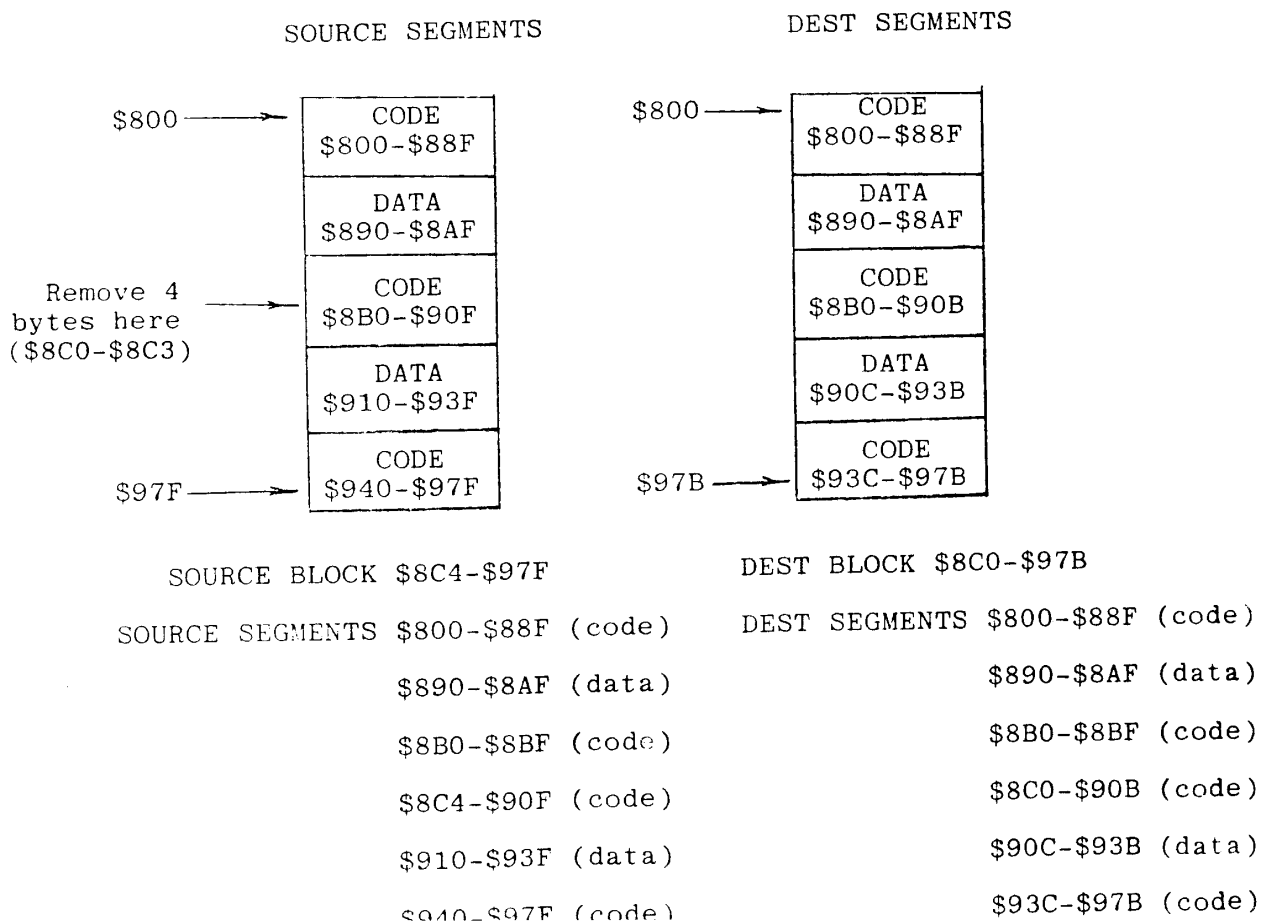 SOURCE SEGMENTS
DEST SEGMENTS
$800
CODE
$800-$88F
DATA
$890-$8AF
Remove 4
bytes here
($8C0-$8C3)
CODE
$8B0-$90F
DATA
$910-$93F
$97F
CODE
$940-$97F
$800
CODE
$800-$88F
DATA
$890-$8AF
CODE
$8B0-$90B
DATA
$90C-$93B
$97B
CODE
$93C-$97B
SOURCE BLOCK $8C4-$97F
SOURCE SEGMENTS $800-$88F (code)
$890-$8AF (data)
$8B0-$8BF (code)
$8C4-$90F (code)
$910-$93F (data)
$940-$97F (code)
DEST BLOCK $8C0-$97B
DEST SEGMENTS $800-$88F (code)
$890-$8AF (data)
$8B0-$8BF (code)
$8C0-$90B (code)
$90C-$93B (data)
$93C-$97B (code)